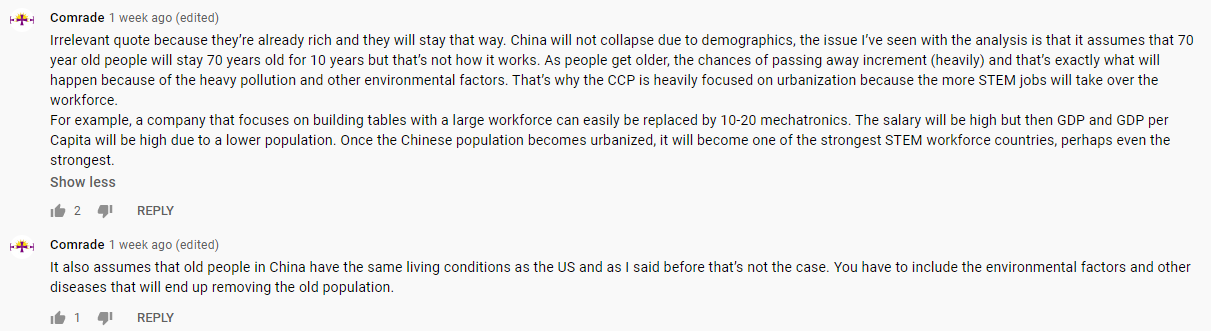 Comrade 1 week ago (edited)
Irrelevant quote because they're already rich and they will stay that way. China will not collapse due to demographics, the issue I've seen with the analysis is that it assumes that 70
year old people will stay 70 years old for 10 years but that's not how it works. As people get older, the chances of passing away increment (heavily) and that's exactly what will
happen because of the heavy pollution and other environmental factors. That's why the CCP is heavily focused on urbanization because the more STEM jobs will take over the
workforce.
For example, a company that focuses on building tables with a large workforce can easily be replaced by 10-20 mechatronics. The salary will be high but then GDP and GDP per
Capita will be high due to a lower population. Once the Chinese population becomes urbanized, it will become one of the strongest STEM workforce countries, perhaps even the
strongest.
Show less
2 REPLY
Comrade 1 week ago (edited)
It also assumes that old people in China have the same living conditions as the US and as I said before that's not the case. You have to include the environmental factors and other
diseases that will end up removing the old population.
1 REPLY